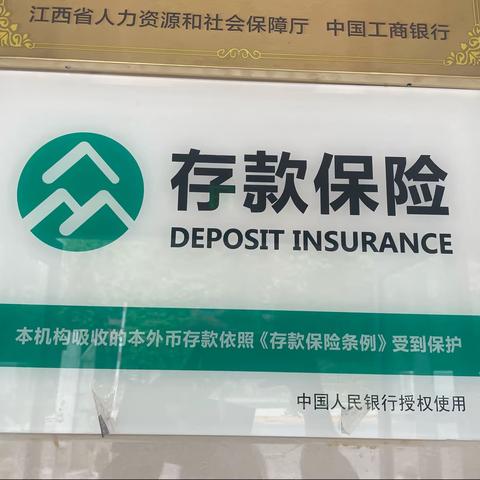 江西省人力资源和社会保障厅 中国工商银行
存款保险
DEPOSIT INSURANCE
本机构吸收的本外币存款依照《存款保险条例》受到保护
中国人民银行授权使用